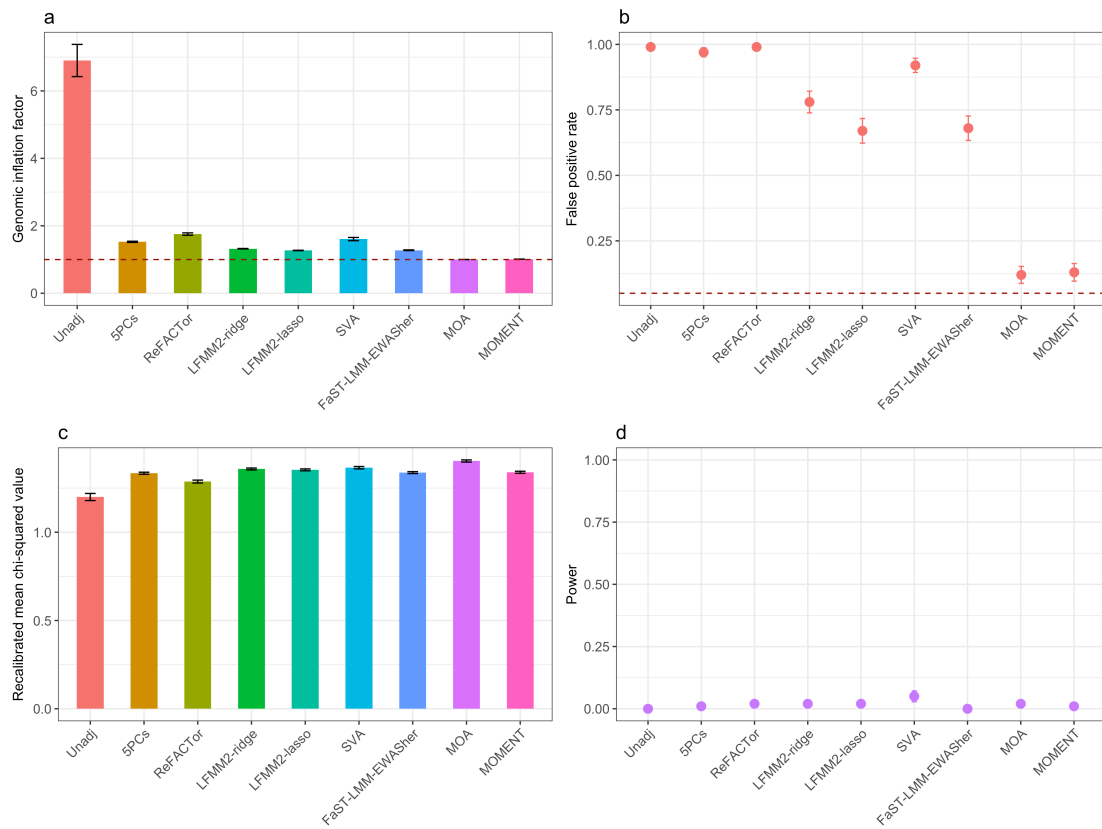 a
Genomic inflation factor
6
4
2
0
Unadj
5PCs
ReFACTor
LFMM2-ridge
LFMM2-lasso
SVA
FaST-LMM-EWASher
MOA
MOMENT
b
False positive rate
1.00
0.75
0.50
0.25
Unadj
5PCs
ReFACTor
LFMM2-ridge
LFMM2-lasso
SVA
FaST-LMM-EWASher
MOA
MOMENT
c
Recalibrated mean chi-squared value
1.0
0.5
0.0
Unadj
5PCs
ReFACTor
LFMM2-ridge
LFMM2-lasso
SVA
FaST-LMM-EWASher
MOA
MOMENT
d
Power
1.00
0.75
0.50
0.25
0.00
Unadj
5PCs
ReFACTor
LFMM2-ridge
LFMM2-lasso
SVA
FaST-LMM-EWASher
MOA
MOMENT